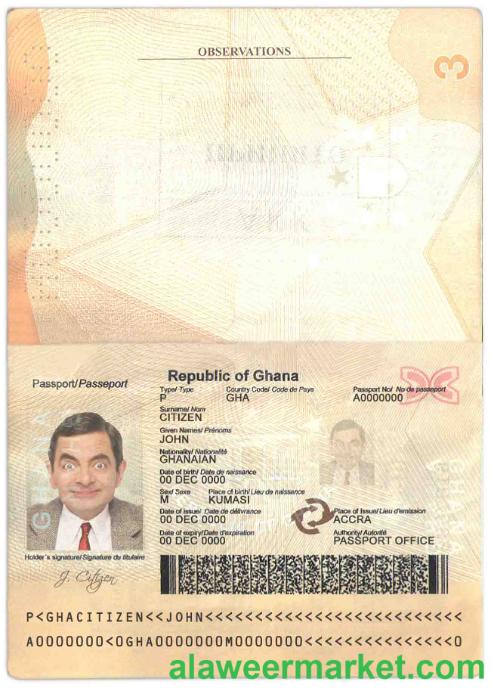 OBSERVATIONS
3
Republic of Ghana
Passport/Passeport
Type/ Type Country Code/ Code de Pays Passport No/ No de passeport
P GHA A0000000
Surname/ Nom
CITIZEN
Given Names/ Prénoms
JOHN
Nationality/ Nationalité
GHANAIAN
Date of birth/ Date de naissance
00 DEC 0000
Sex/ Sexe Place of birth/ Lieu de naissance
M KUMASI
Date of issue/ Date de délivrance Place of Issue/ Lieu d'émission
00 DEC 0000 ACCRA
Date of expiry/ Date d'expiration Authority/ Autorité
00 DEC 0000 PASSPORT OFFICE
Holder's signature/ Signature du titulaire
J. Citizen
P<GHACITIZEN<<JOHN<<<<<<<<<<<<<<<<<<<<<<<<<<
A0000000<0GHA0000000M0000000<<<<<<<<<<<<<<<0
alaweermarket.com